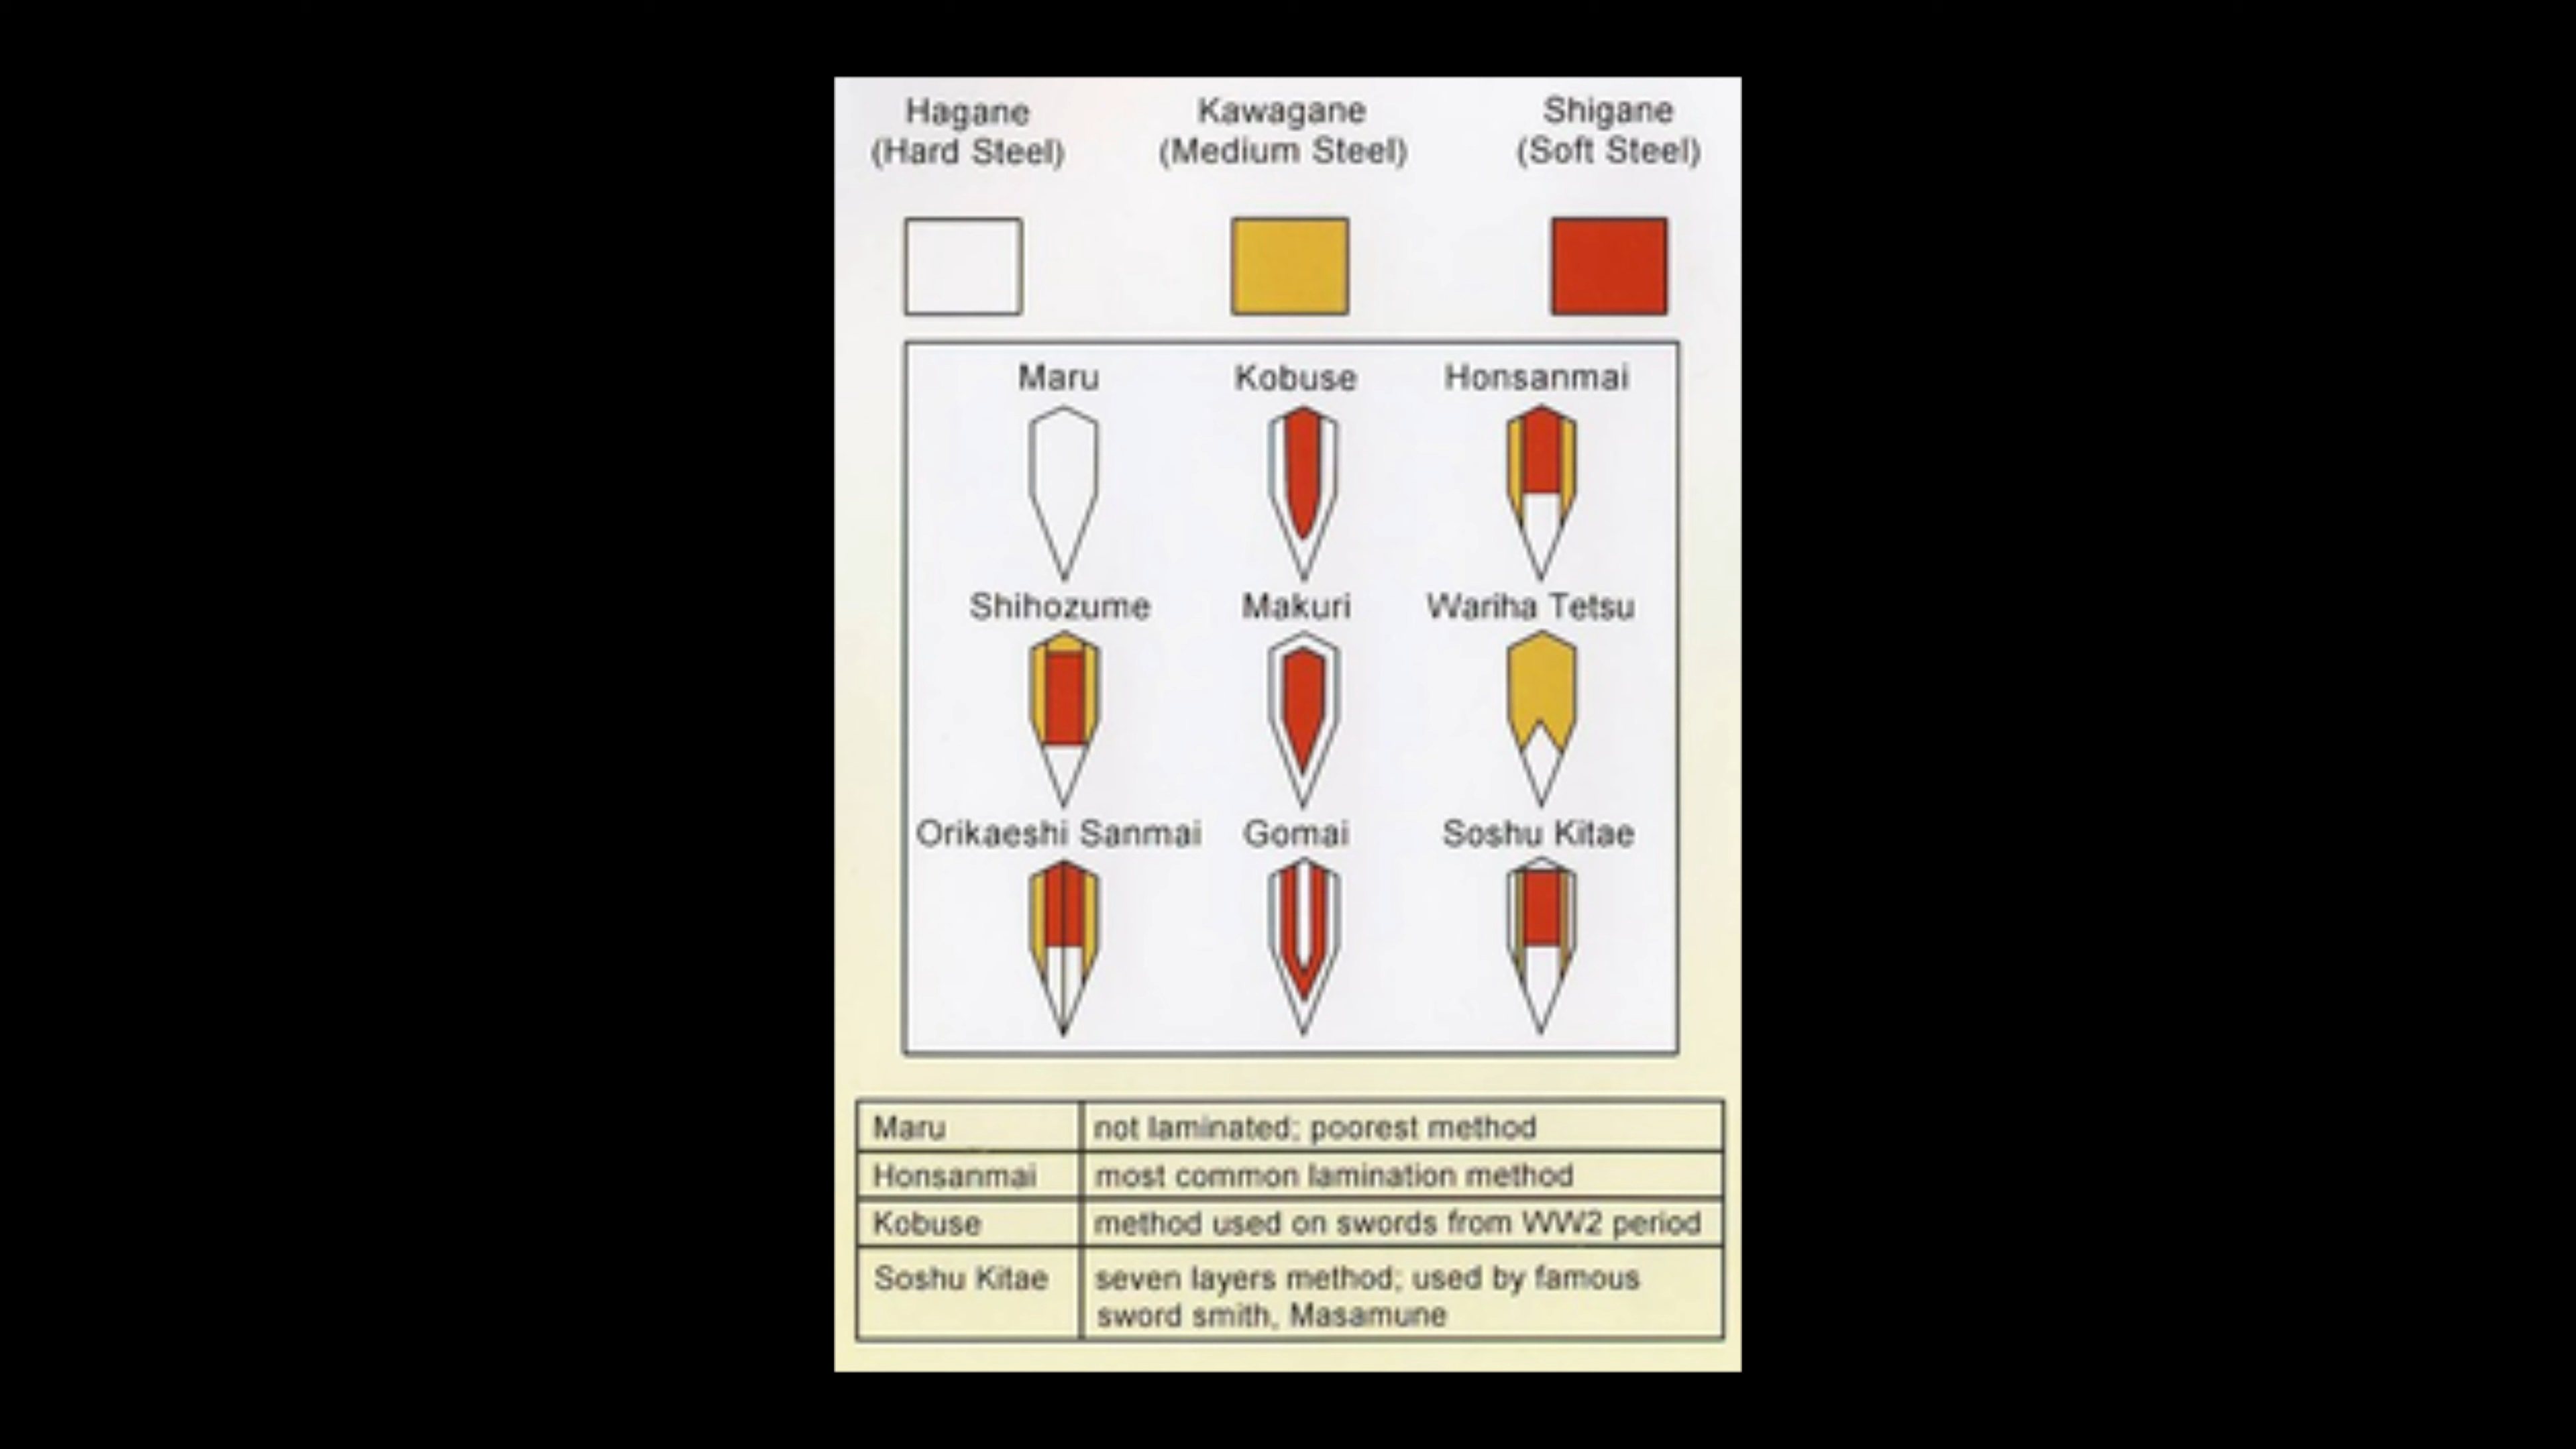 Hagane
(Hard Steel)
Kawagane
(Medium Steel)
Shigane
(Soft Steel)
Maru
Kobuse
Honsanmai
Shihozume
Makuri
Wariha Tetsu
Orikaeshi Sanmai
Gomai
Soshu Kitae
Maru
not laminated; poorest method
Honsanmai
most common lamination method
Kobuse
method used on swords from WW2 period
Soshu Kitae
seven layers method; used by famous
sword smith, Masamune